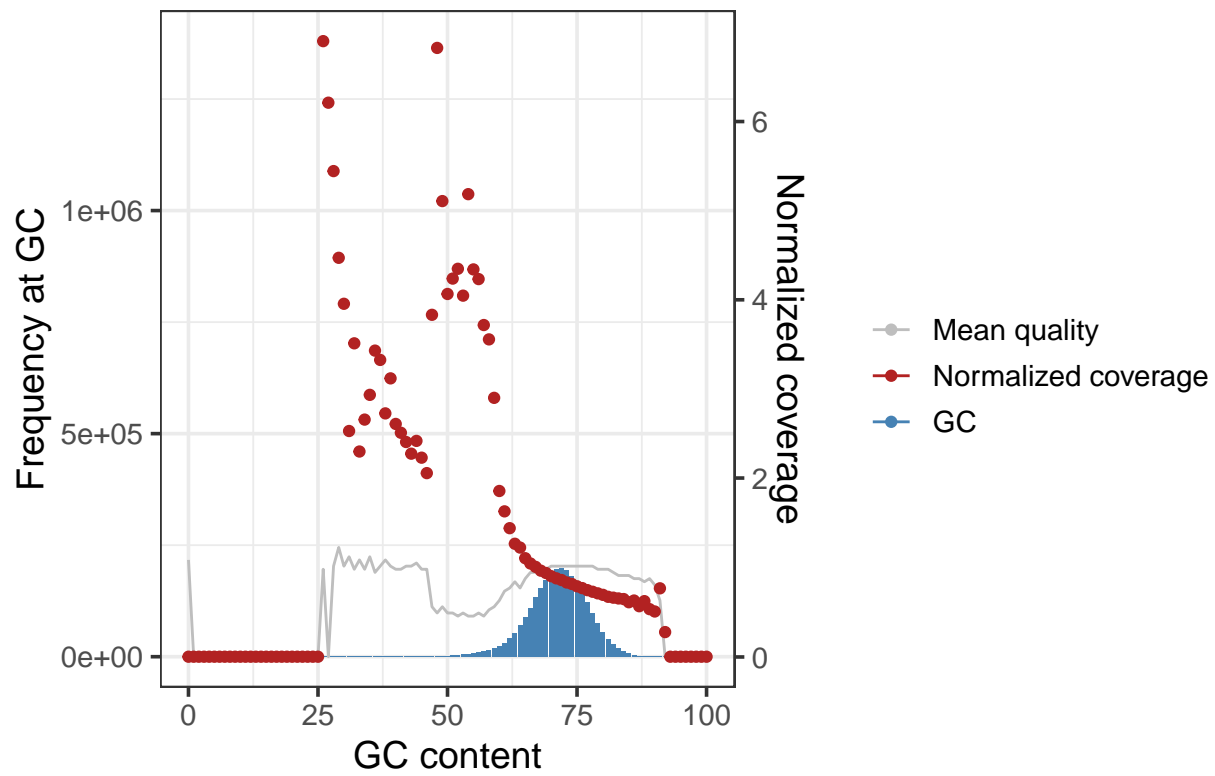 Frequency at GC
1e+06
5e+05
0e+00
6
4
2
0
Normalized coverage
0
25
50
75
100
GC content
Mean quality
Normalized coverage
GC